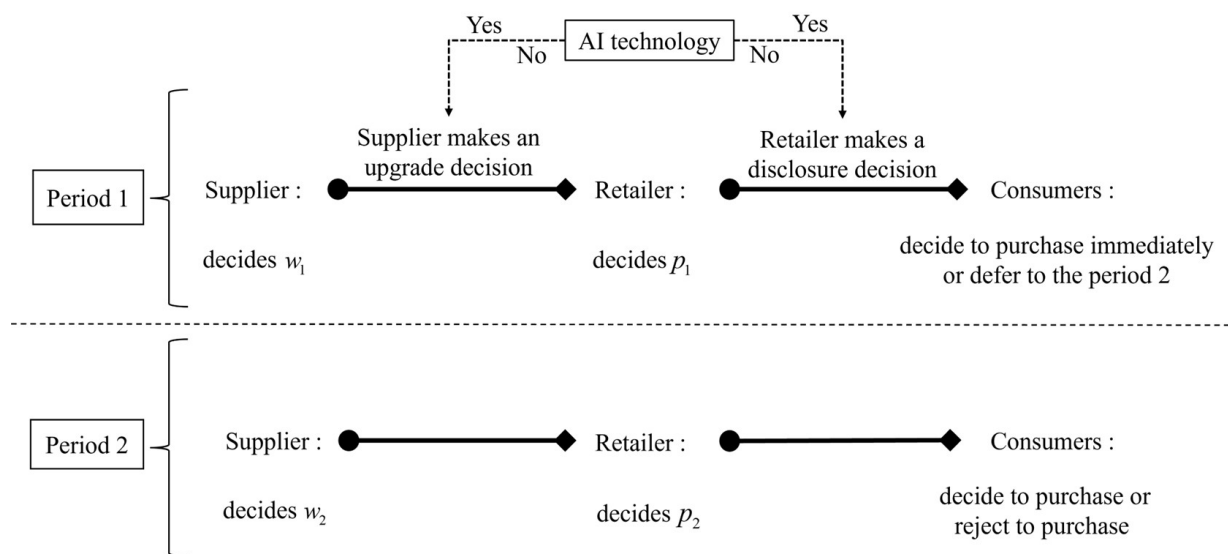 Yes
AI technology
Yes
No
No
Supplier makes an
upgrade decision
Retailer makes a
disclosure decision
Period 1
Supplier :
Retailer :
Consumers :
decides w₁
decides p₁
decide to purchase immediately
or defer to the period 2
Period 2
Supplier :
Retailer :
Consumers :
decides w₂
decides p₂
decide to purchase or
reject to purchase